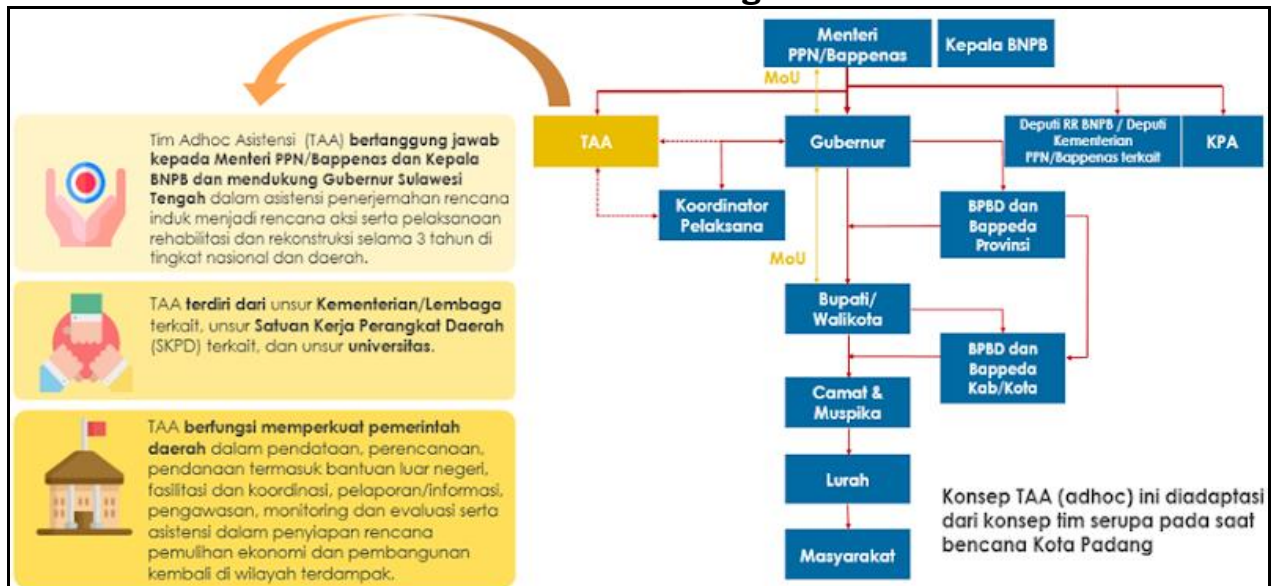 Tim Adhoc Asistensi (TAA) bertanggung jawab
kepada Menteri PPN/Bappenas dan Kepala
BNPB dan mendukung Gubernur Sulawesi
Tengah dalam asistensi penerjemahan rencana
induk menjadi rencana aksi serta pelaksanaan
rehabilitasi dan rekonstruksi selama 3 tahun di
tingkat nasional dan daerah.
TAA terdiri dari unsur Kementerian/Lembaga
terkait, unsur Satuan Kerja Perangkat Daerah
(SKPD) terkait, dan unsur universitas.
TAA berfungsi memperkuat pemerintah
daerah dalam pendataan, perencanaan,
pendanaan termasuk bantuan luar negeri,
fasilitasi dan koordinasi, pelaporan/informasi,
pengawasan, monitoring dan evaluasi serta
asistensi dalam penyiapan rencana
pemulihan ekonomi dan pembangunan
kembali di wilayah terdampak.
Menteri
PPN/Bappenas
Kepala BNPB
MoU
TAA
Gubernur
Deputi RR BNPB / Deputi
Kementerian
PPN/Bappenas terkait
KPA
Koordinator
Pelaksana
BPBD dan
Bappeda
Provinsi
MoU
Bupati/
Walikota
BPBD dan
Bappeda
Kab/Kota
Camat &
Muspika
Lurah
Masyarakat
Konsep TAA (adhoc) ini diadaptasi
dari konsep tim serupa pada saat
bencana Kota Padang